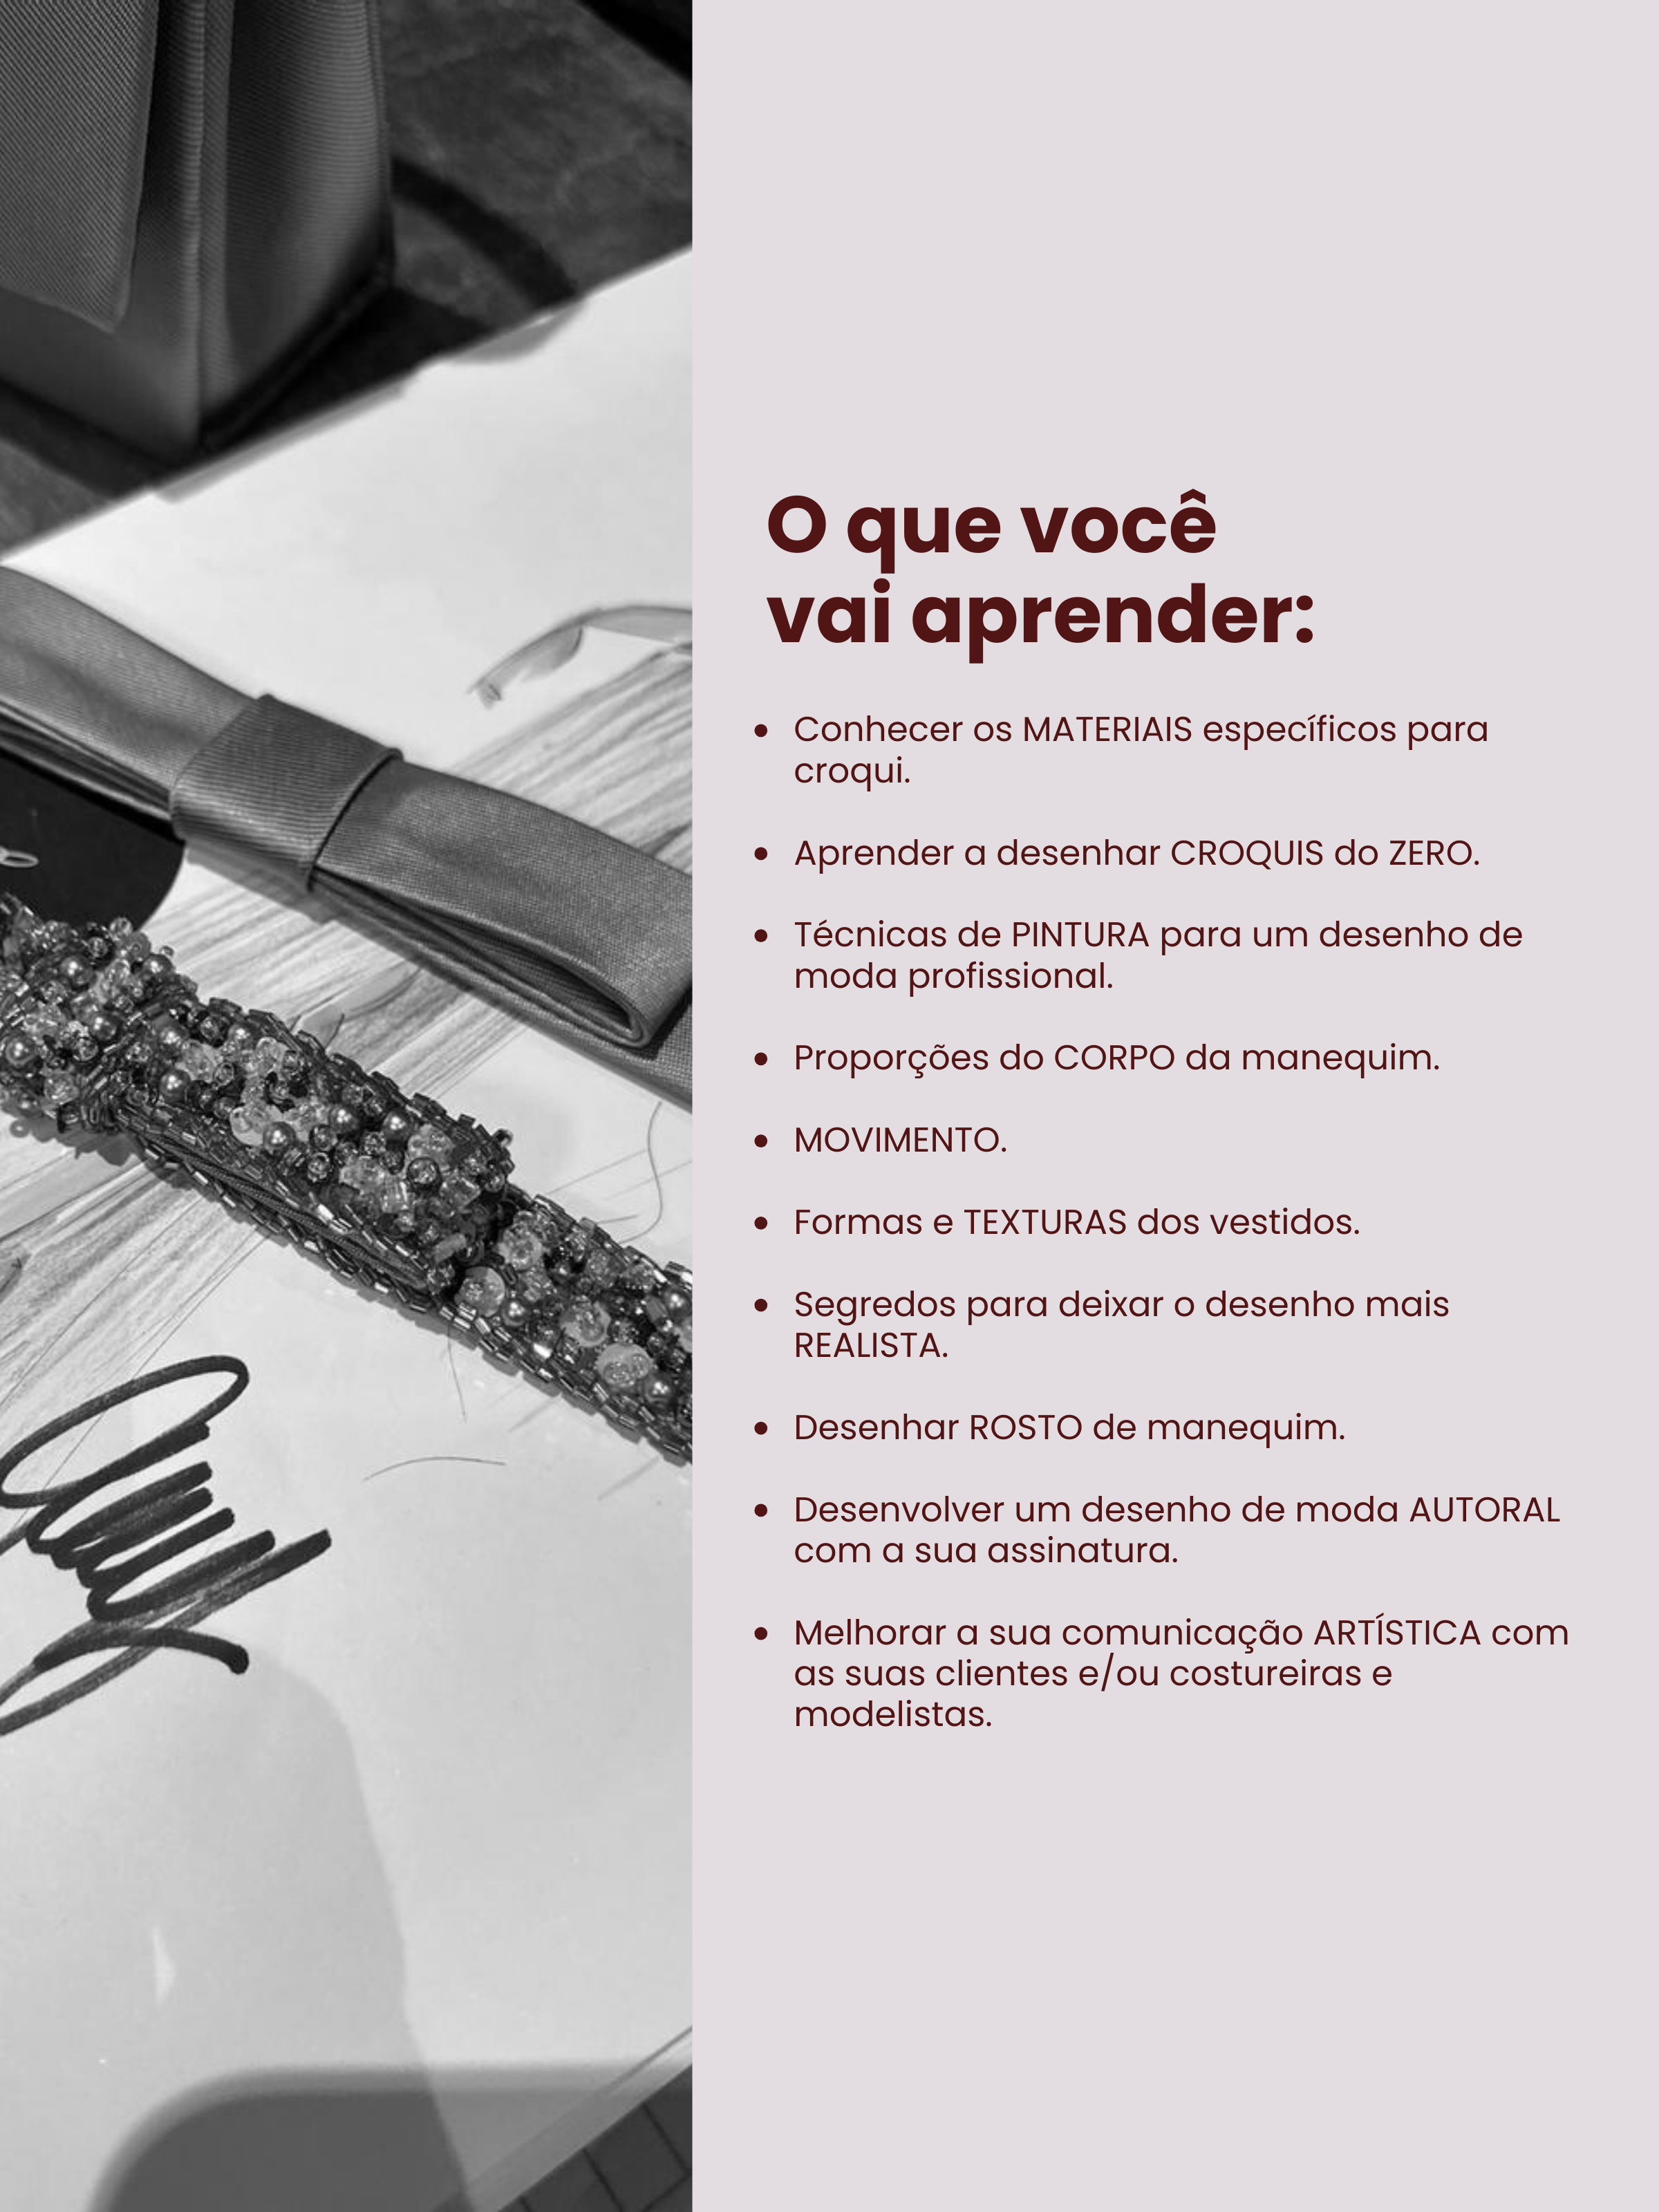 O que você
vai aprender:
• Conhecer os MATERIAIS específicos para
croqui.
• Aprender a desenhar CROQUIS do ZERO.
• Técnicas de PINTURA para um desenho de
moda profissional.
• Proporções do CORPO da manequim.
• MOVIMENTO.
• Formas e TEXTURAS dos vestidos.
• Segredos para deixar o desenho mais
REALISTA.
• Desenhar ROSTO de manequim.
• Desenvolver um desenho de moda AUTORAL
com a sua assinatura.
• Melhorar a sua comunicação ARTÍSTICA com
as suas clientes e/ou costureiras e
modelistas.